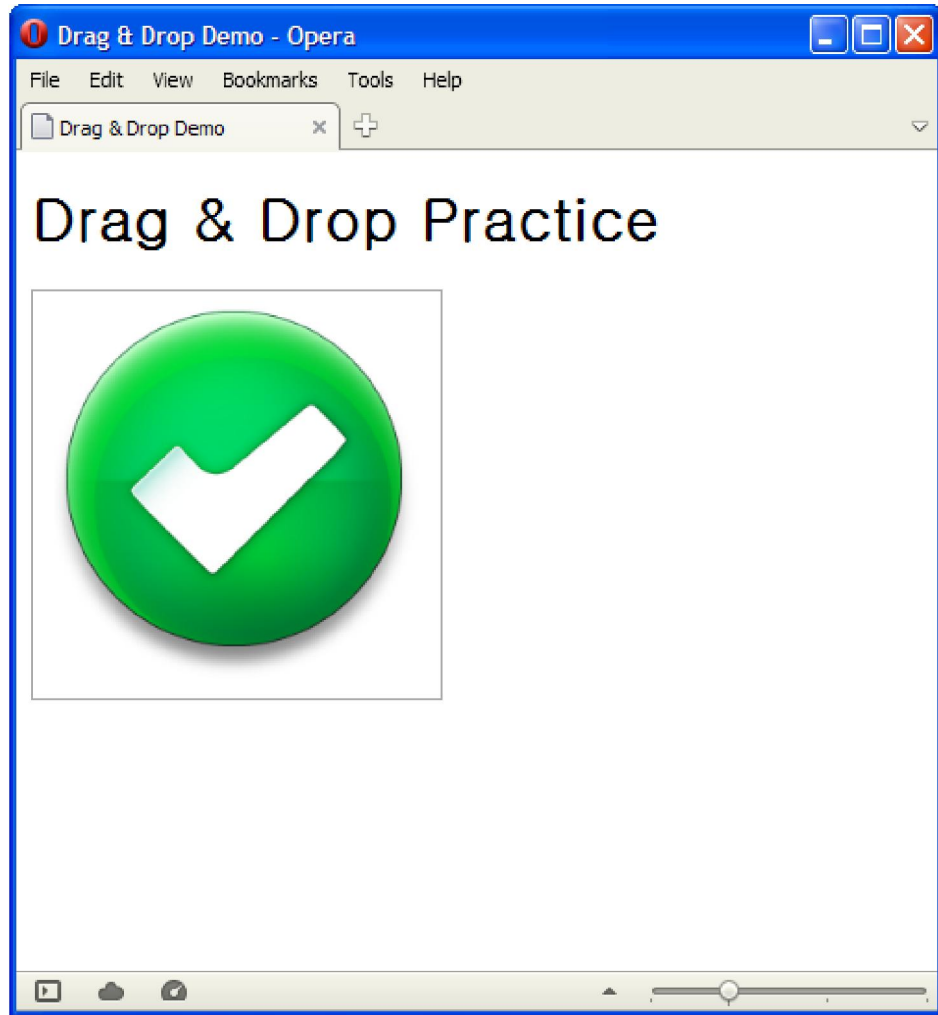 Drag & Drop Demo - Opera
File Edit View Bookmarks Tools Help
Drag & Drop Demo
Drag & Drop Practice